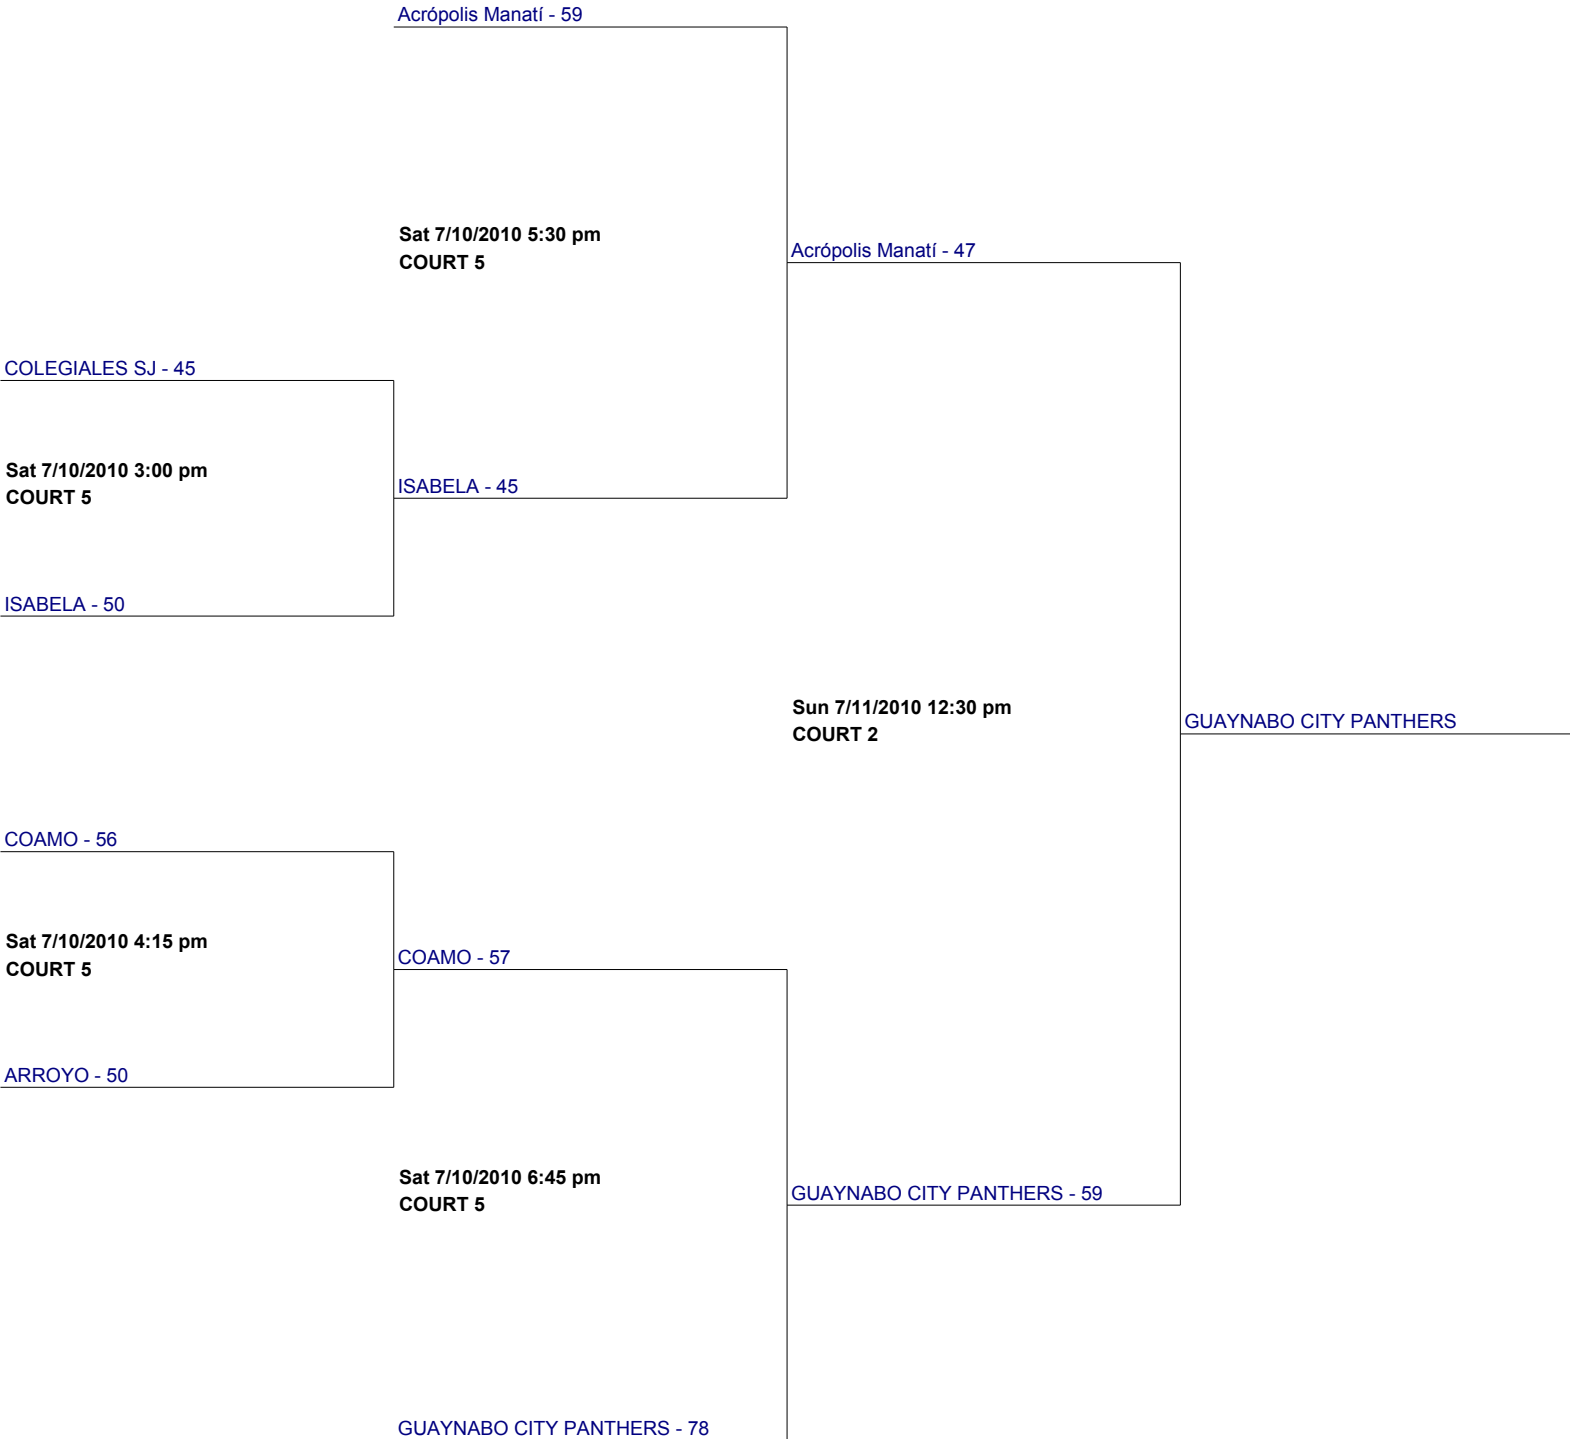 Acrópolis Manatí - 59
Sat 7/10/2010 5:30 pm
COURT 5
Acrópolis Manatí - 47
COLEGIALES SJ - 45
Sat 7/10/2010 3:00 pm
COURT 5
ISABELA - 45
ISABELA - 50
Sun 7/11/2010 12:30 pm
COURT 2
GUAYNABO CITY PANTHERS
COAMO - 56
Sat 7/10/2010 4:15 pm
COURT 5
COAMO - 57
ARROYO - 50
Sat 7/10/2010 6:45 pm
COURT 5
GUAYNABO CITY PANTHERS - 59
GUAYNABO CITY PANTHERS - 78